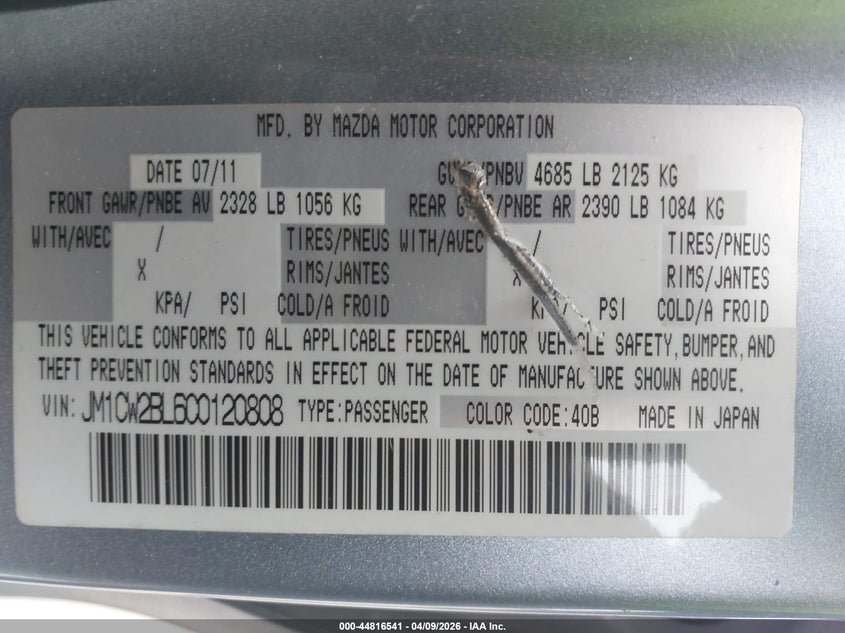 MFD. BY MAZDA MOTOR CORPORATION
DATE 07/11 GVWR/PNBV 4685 LB 2125 KG
FRONT GAWR/PNBE AV 2328 LB 1056 KG REAR GAWR/PNBE AR 2390 LB 1084 KG
WITH/AVEC / TIRES/PNEUS WITH/AVEC / TIRES/PNEUS
X RIMS/JANTES X RIMS/JANTES
KPA/ PSI COLD/A FROID KPA/ PSI COLD/A FROID
THIS VEHICLE CONFORMS TO ALL APPLICABLE FEDERAL MOTOR VEHICLE SAFETY, BUMPER, AND
THEFT PREVENTION STANDARDS IN EFFECT ON THE DATE OF MANUFACTURE SHOWN ABOVE.
VIN: JM1CW2BL6C0120808 TYPE:PASSENGER COLOR CODE:40B MADE IN JAPAN
000-44816541 - 04/09/2026 - IAA Inc.